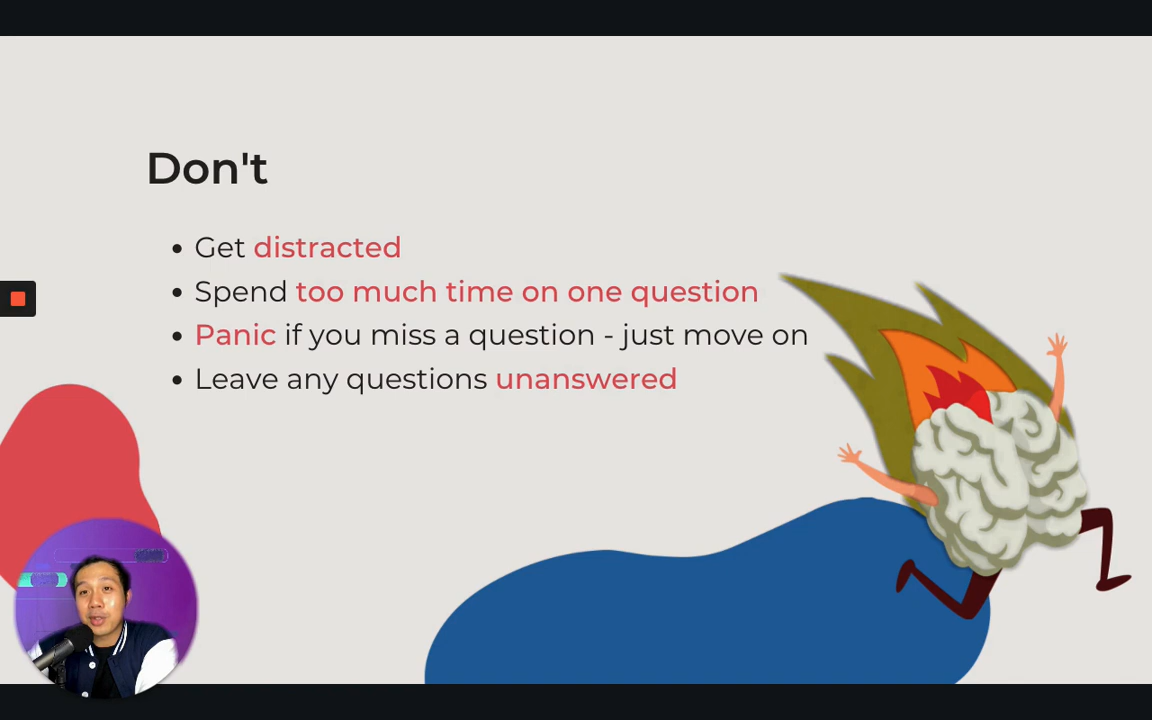 Don't
Get distracted
Spend too much time on one question
Panic if you miss a question - just move on
Leave any questions unanswered